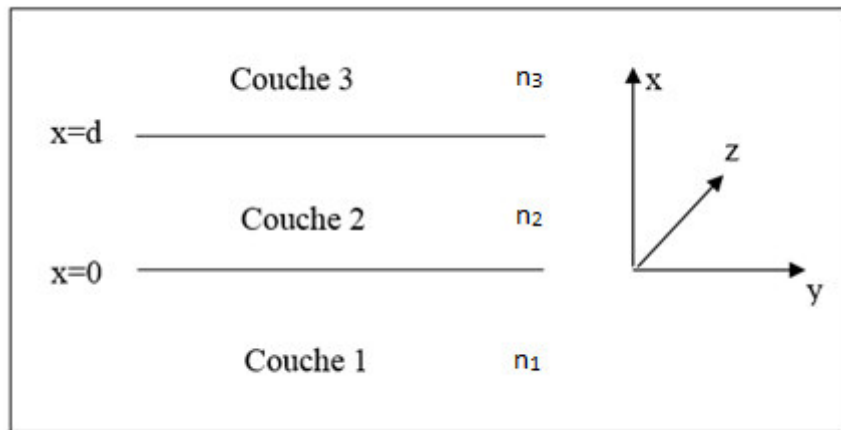 Couche 3 n₃ x
x=d
z
Couche 2 n₂
x=0
y
Couche 1 n₁